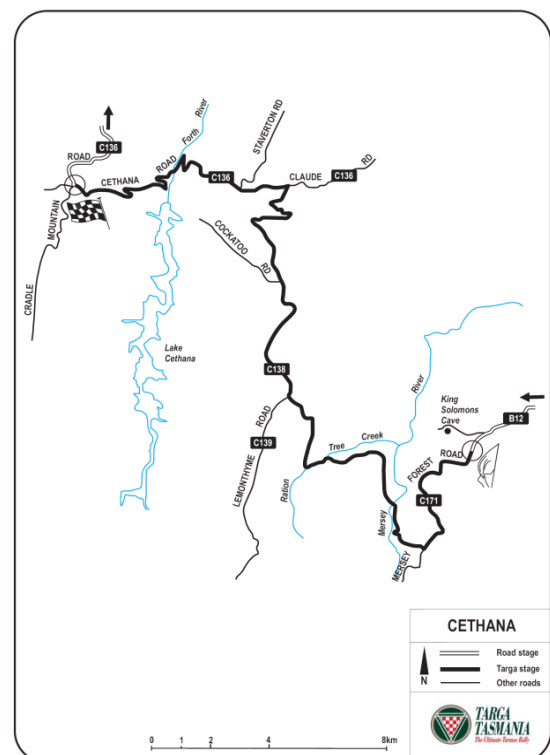 C136
ROAD
CETHANA
ROAD
Forth
River
C136
STAVERTON RD
CLAUDE
C136
RD
MOUNTAIN
CRADLE
COCKATOO
RD
Lake
Cethana
C138
LEMONTHYME
ROAD
C139
Ration
Tree
Creek
River
Mersey
King
Solomons
Cave
B12
FOREST
ROAD
C171
MERSEY
CETHANA
N
Road stage
Targa stage
Other roads
TARGA
TASMANIA
The Ultimate Tarmac Rally
0 1 2 4 8km